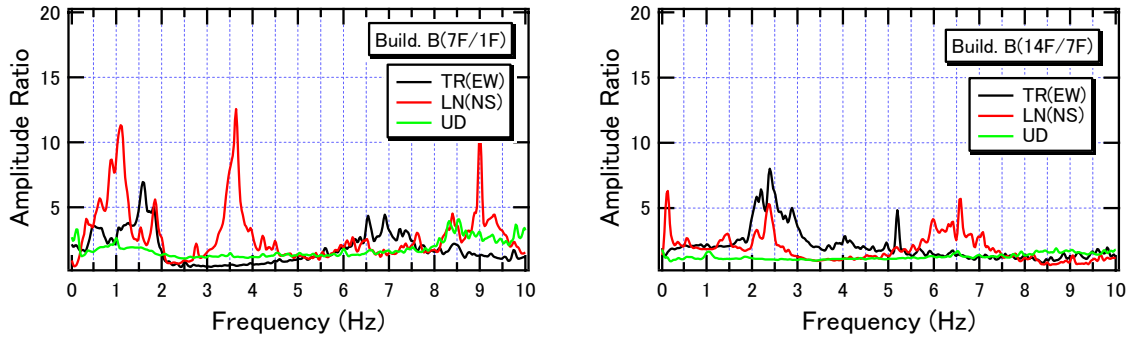 20
15
10
5
Amplitude Ratio
Build. B(7F/1F)
TR(EW)
LN(NS)
UD
0 1 2 3 4 5 6 7 8 9 10
Frequency (Hz)
20
15
10
5
Amplitude Ratio
Build. B(14F/7F)
TR(EW)
LN(NS)
UD
0 1 2 3 4 5 6 7 8 9 10
Frequency (Hz)